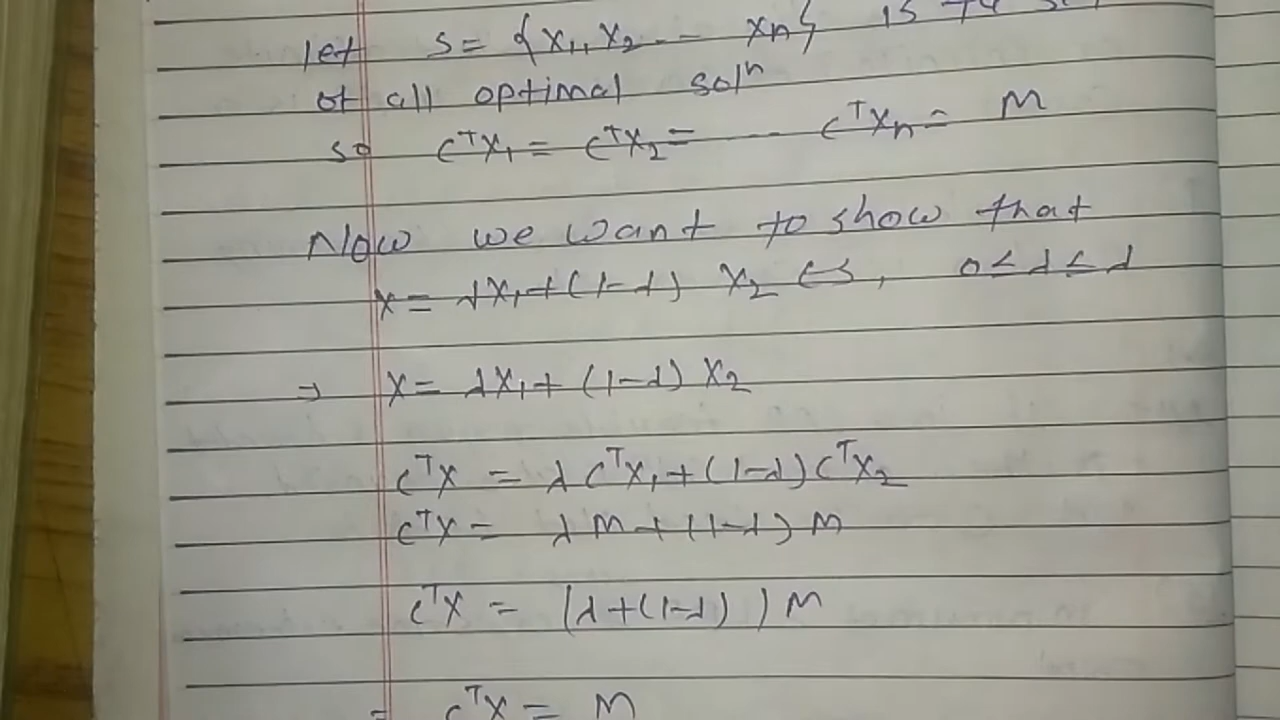 let S = {x₁, x₂ --- xn} is
of all optimal solⁿ
so cᵀx₁ = cᵀx₂ = --- cᵀxn = M
Now we want to show that
x = λx₁ + (1-λ) x₂ ∈ S, 0 ≤ λ ≤ 1
⇒ x = λx₁ + (1-λ) x₂
cᵀx = λ cᵀx₁ + (1-λ) cᵀx₂
cᵀx = λ M + (1-λ) M
cᵀx = (λ + (1-λ)) M
= cᵀx = M